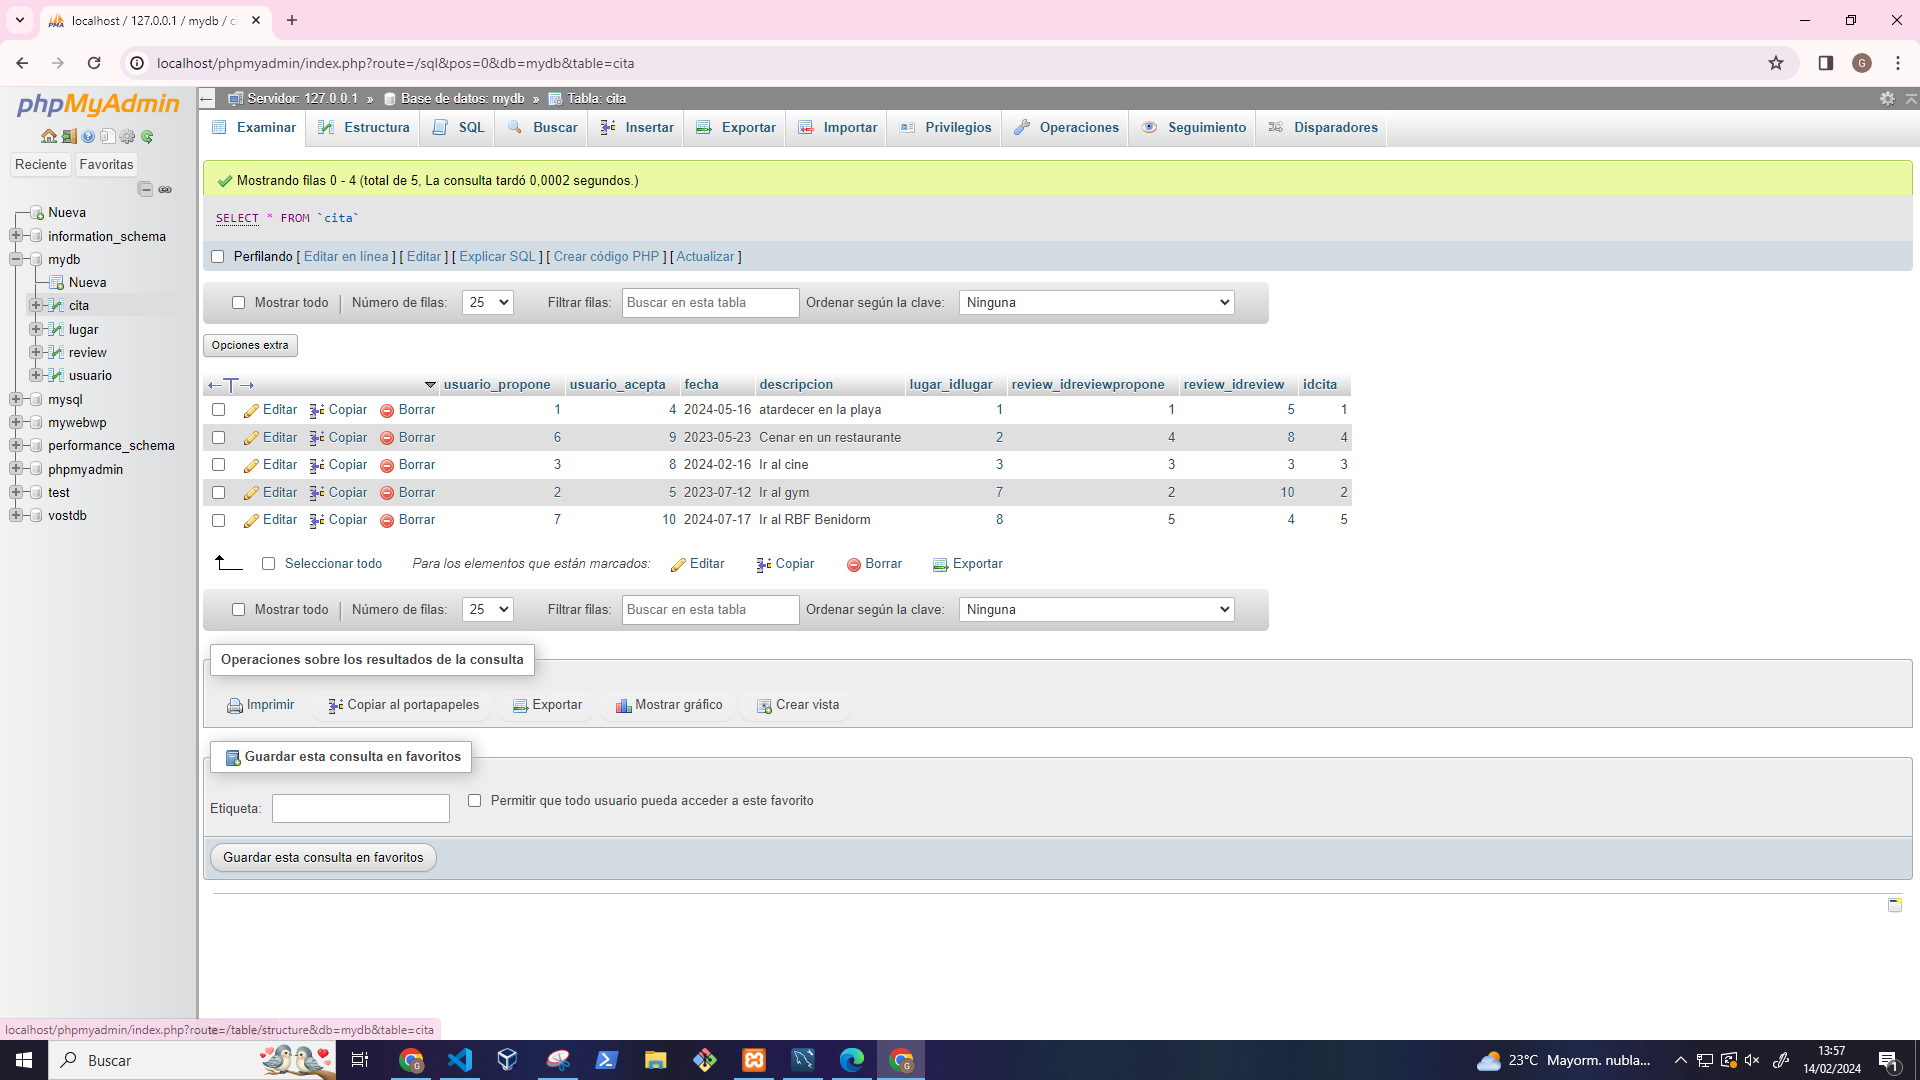 localhost / 127.0.0.1 / mydb / ci
localhost/phpmyadmin/index.php?route=/sql&pos=0&db=mydb&table=cita
G
phpMyAdmin
Reciente Favoritas
Nueva
information_schema
mydb
Nueva
cita
lugar
review
usuario
mysql
mywebwp
performance_schema
phpmyadmin
test
vostdb
Servidor: 127.0.0.1 » Base de datos: mydb » Tabla: cita
Examinar Estructura SQL Buscar Insertar Exportar Importar Privilegios Operaciones Seguimiento Disparadores
Mostrando filas 0 - 4 (total de 5, La consulta tardó 0,0002 segundos.)
SELECT * FROM `cita`
Perfilando [ Editar en línea ] [ Editar ] [ Explicar SQL ] [ Crear código PHP ] [ Actualizar ]
Mostrar todo Número de filas: 25 Filtrar filas: Buscar en esta tabla Ordenar según la clave: Ninguna
Opciones extra
←T→ usuario_propone usuario_acepta fecha descripcion lugar_idlugar review_idreviewpropone review_idreview idcita
Editar Copiar Borrar 1 4 2024-05-16 atardecer en la playa 1 1 5 1
Editar Copiar Borrar 6 9 2023-05-23 Cenar en un restaurante 2 4 8 4
Editar Copiar Borrar 3 8 2024-02-16 Ir al cine 3 3 3 3
Editar Copiar Borrar 2 5 2023-07-12 Ir al gym 7 2 10 2
Editar Copiar Borrar 7 10 2024-07-17 Ir al RBF Benidorm 8 5 4 5
Seleccionar todo Para los elementos que están marcados: Editar Copiar Borrar Exportar
Mostrar todo Número de filas: 25 Filtrar filas: Buscar en esta tabla Ordenar según la clave: Ninguna
Operaciones sobre los resultados de la consulta
Imprimir Copiar al portapapeles Exportar Mostrar gráfico Crear vista
Guardar esta consulta en favoritos
Etiqueta: Permitir que todo usuario pueda acceder a este favorito
Guardar esta consulta en favoritos
localhost/phpmyadmin/index.php?route=/table/structure&db=mydb&table=cita
Buscar
23°C Mayorm. nubla...
13:57
14/02/2024
1